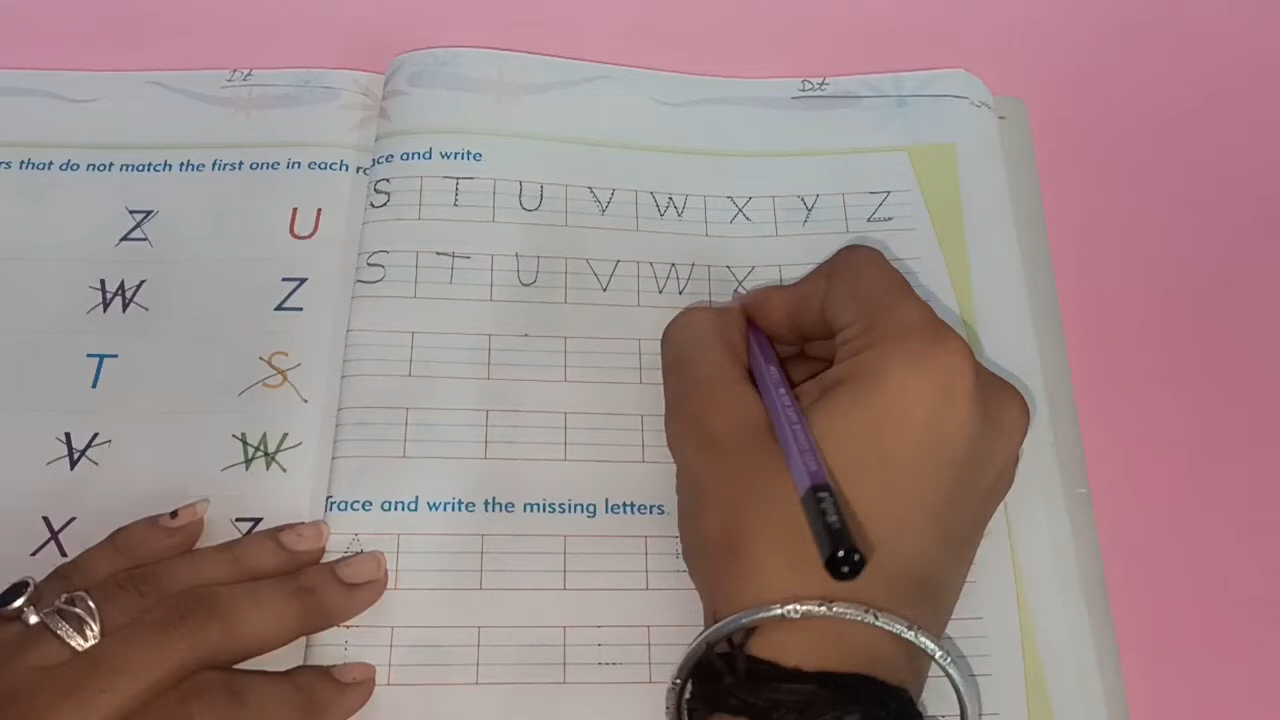 Dt
rs that do not match the first one in each
Z U
W Z
T S
V W
X Z
Dt
ace and write
S T U V W X Y Z
S T U V W X
Trace and write the missing letters.
A